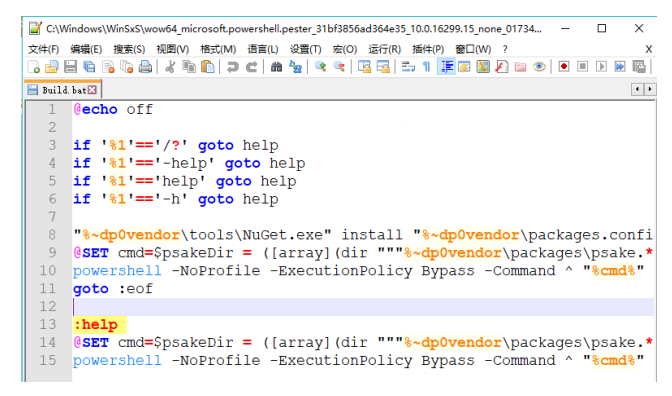 C:\Windows\WinSxS\wow64_microsoft.powershell.pester_31bf3856ad364e35_10.0.16299.15_none_01734...
文件(F) 编辑(E) 搜索(S) 视图(V) 格式(M) 语言(L) 设置(T) 宏(O) 运行(R) 插件(P) 窗口(W) ? X
Build.bat
1 @echo off
2
3 if '%1'=='/?' goto help
4 if '%1'=='-help' goto help
5 if '%1'=='help' goto help
6 if '%1'=='-h' goto help
7
8 "%~dp0vendor\tools\NuGet.exe" install "%~dp0vendor\packages.confi
9 @SET cmd=$psakeDir = ([array](dir """%~dp0vendor\packages\psake.*
10 powershell -NoProfile -ExecutionPolicy Bypass -Command ^ "%cmd%"
11 goto :eof
12
13 :help
14 @SET cmd=$psakeDir = ([array](dir """%~dp0vendor\packages\psake.*
15 powershell -NoProfile -ExecutionPolicy Bypass -Command ^ "%cmd%"